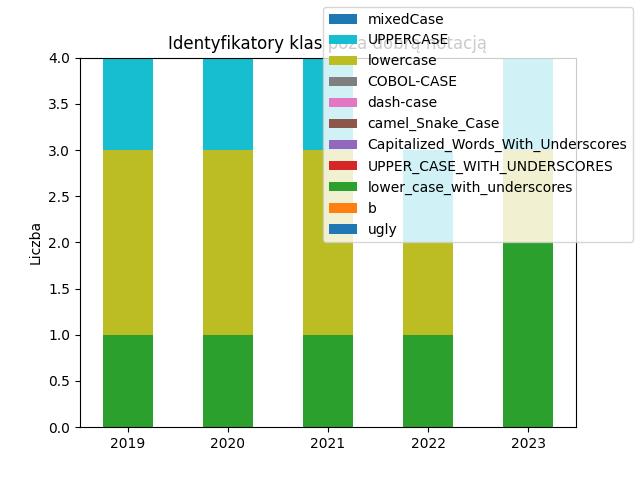 Identyfikatory klas poza dobrą notacją
mixedCase
UPPERCASE
lowercase
COBOL-CASE
dash-case
camel_Snake_Case
Capitalized_Words_With_Underscores
UPPER_CASE_WITH_UNDERSCORES
lower_case_with_underscores
b
ugly
4.0
3.5
3.0
2.5
2.0
1.5
1.0
0.5
0.0
Liczba
2019 2020 2021 2022 2023